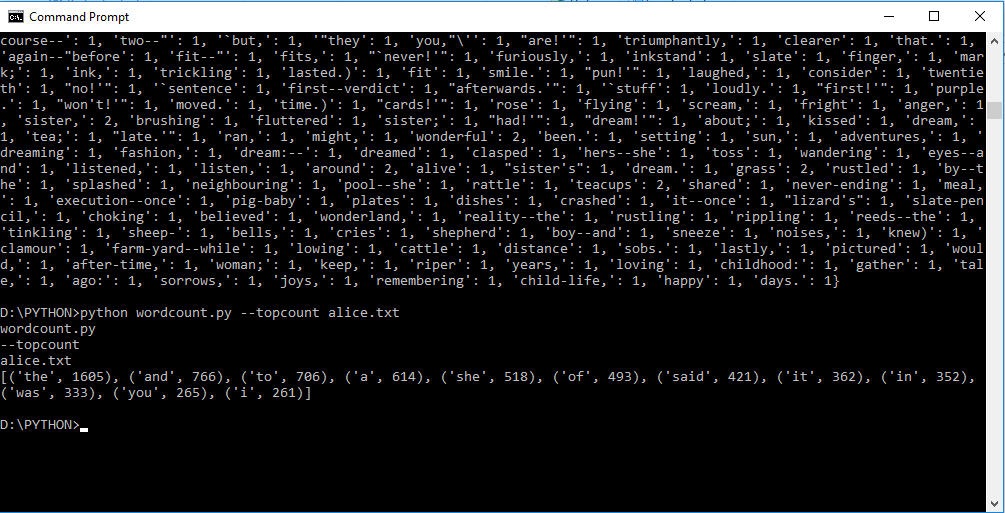 Command Prompt
course--': 1, 'two--"': 1, '`but,': 1, '"they': 1, 'you,"\'': 1, "are!'": 1, 'triumphantly,': 1, 'clearer': 1, 'that.': 1,
'again--"before': 1, 'fit--"': 1, 'fits,': 1, "`never!'": 1, 'furiously,': 1, 'inkstand': 1, 'slate': 1, 'finger,': 1, 'mar
k;': 1, 'ink,': 1, 'trickling': 1, 'lasted.)': 1, 'fit': 1, 'smile.': 1, "pun!'": 1, 'laughed,': 1, 'consider': 1, 'twentie
th': 1, "no!'": 1, '`sentence': 1, 'first--verdict': 1, "afterwards.'": 1, '`stuff': 1, 'loudly.': 1, "first!'": 1, 'purple
.': 1, "won't!'": 1, 'moved.': 1, 'time.)': 1, "cards!'": 1, 'rose': 1, 'flying': 1, 'scream,': 1, 'fright': 1, 'anger,': 1
, 'sister,': 2, 'brushing': 1, 'fluttered': 1, 'sister;': 1, "had!'": 1, "dream!'": 1, 'about;': 1, 'kissed': 1, 'dream,':
1, 'tea;': 1, "late.'": 1, 'ran,': 1, 'might,': 1, 'wonderful': 2, 'been.': 1, 'setting': 1, 'sun,': 1, 'adventures,': 1, '
dreaming': 1, 'fashion,': 1, 'dream:--': 1, 'dreamed': 1, 'clasped': 1, 'hers--she': 1, 'toss': 1, 'wandering': 1, 'eyes--a
nd': 1, 'listened,': 1, 'listen,': 1, 'around': 2, 'alive': 1, "sister's": 1, 'dream.': 1, 'grass': 2, 'rustled': 1, 'by--t
he': 1, 'splashed': 1, 'neighbouring': 1, 'pool--she': 1, 'rattle': 1, 'teacups': 2, 'shared': 1, 'never-ending': 1, 'meal,
': 1, 'execution--once': 1, 'pig-baby': 1, 'plates': 1, 'dishes': 1, 'crashed': 1, 'it--once': 1, "lizard's": 1, 'slate-pen
cil,': 1, 'choking': 1, 'believed': 1, 'wonderland,': 1, 'reality--the': 1, 'rustling': 1, 'rippling': 1, 'reeds--the': 1,
'tinkling': 1, 'sheep-': 1, 'bells,': 1, 'cries': 1, 'shepherd': 1, 'boy--and': 1, 'sneeze': 1, 'noises,': 1, 'knew)': 1, '
clamour': 1, 'farm-yard--while': 1, 'lowing': 1, 'cattle': 1, 'distance': 1, 'sobs.': 1, 'lastly,': 1, 'pictured': 1, 'woul
d,': 1, 'after-time,': 1, 'woman;': 1, 'keep,': 1, 'riper': 1, 'years,': 1, 'loving': 1, 'childhood:': 1, 'gather': 1, 'tal
e,': 1, 'ago:': 1, 'sorrows,': 1, 'joys,': 1, 'remembering': 1, 'child-life,': 1, 'happy': 1, 'days.': 1}
D:\PYTHON>python wordcount.py --topcount alice.txt
wordcount.py
--topcount
alice.txt
[('the', 1605), ('and', 766), ('to', 706), ('a', 614), ('she', 518), ('of', 493), ('said', 421), ('it', 362), ('in', 352),
('was', 333), ('you', 265), ('i', 261)]
D:\PYTHON>